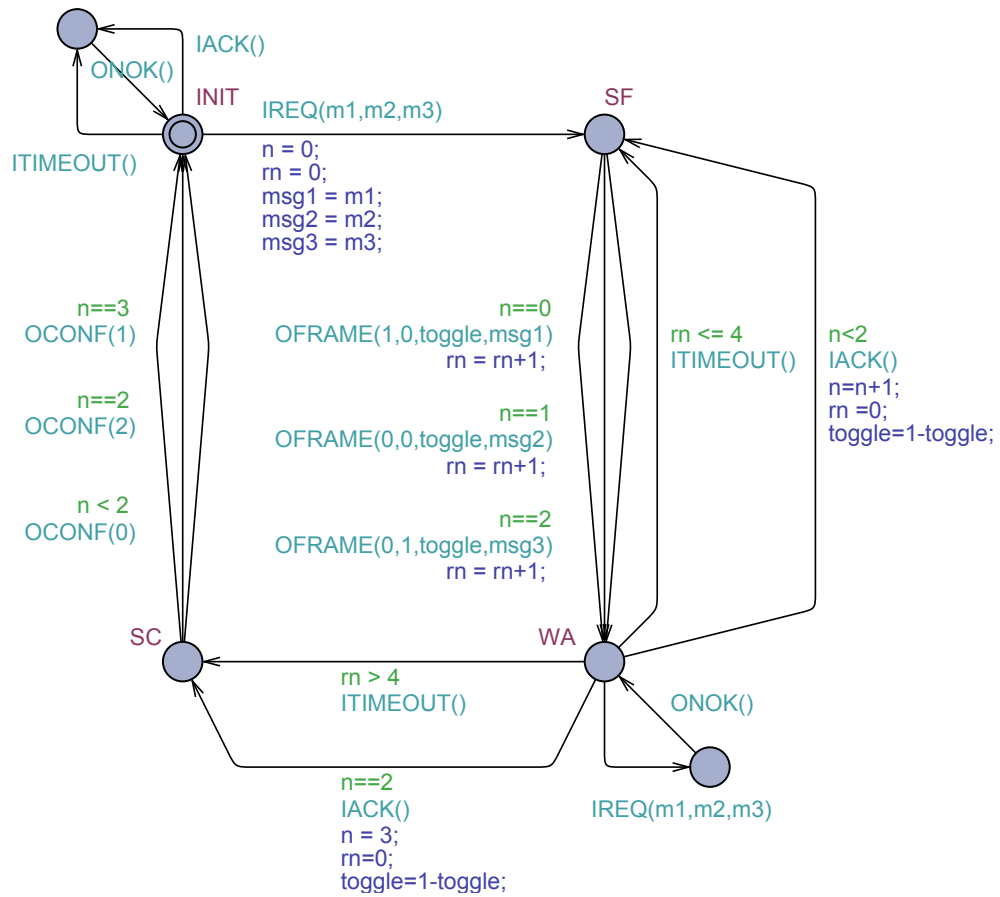 IACK()
ONOK()
INIT
SF
IREQ(m1,m2,m3)
ITIMEOUT()
n = 0;
rn = 0;
msg1 = m1;
msg2 = m2;
msg3 = m3;
n==3
OCONF(1)
n==2
OCONF(2)
n < 2
OCONF(0)
n==0
OFRAME(1,0,toggle,msg1)
rn = rn+1;
n==1
OFRAME(0,0,toggle,msg2)
rn = rn+1;
n==2
OFRAME(0,1,toggle,msg3)
rn = rn+1;
rn <= 4
ITIMEOUT()
n<2
IACK()
n=n+1;
rn =0;
toggle=1-toggle;
SC
WA
rn > 4
ITIMEOUT()
ONOK()
n==2
IACK()
n = 3;
rn=0;
toggle=1-toggle;
IREQ(m1,m2,m3)